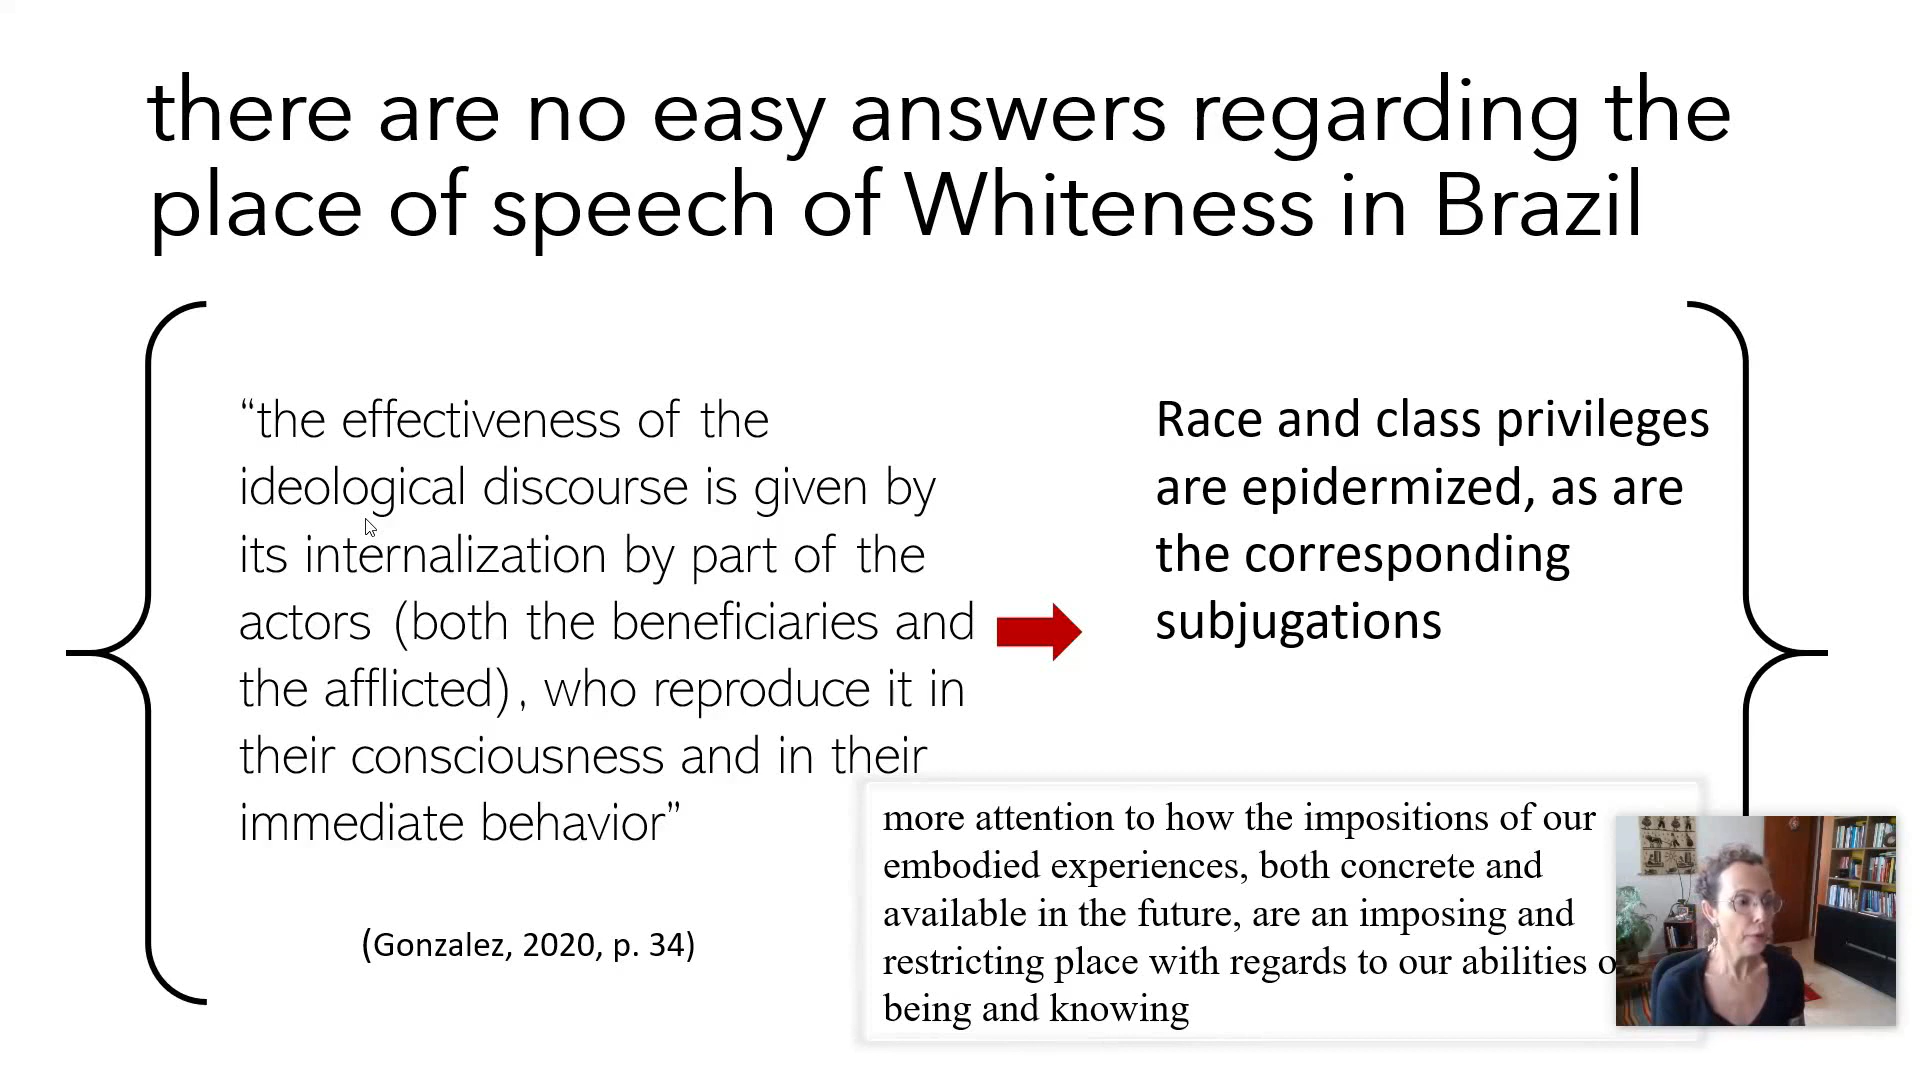 there are no easy answers regarding the
place of speech of Whiteness in Brazil
“the effectiveness of the
ideological discourse is given by
its internalization by part of the
actors (both the beneficiaries and
the afflicted), who reproduce it in
their consciousness and in their
immediate behavior”
(Gonzalez, 2020, p. 34)
Race and class privileges
are epidermized, as are
the corresponding
subjugations
more attention to how the impositions of our
embodied experiences, both concrete and
available in the future, are an imposing and
restricting place with regards to our abilities
being and knowing